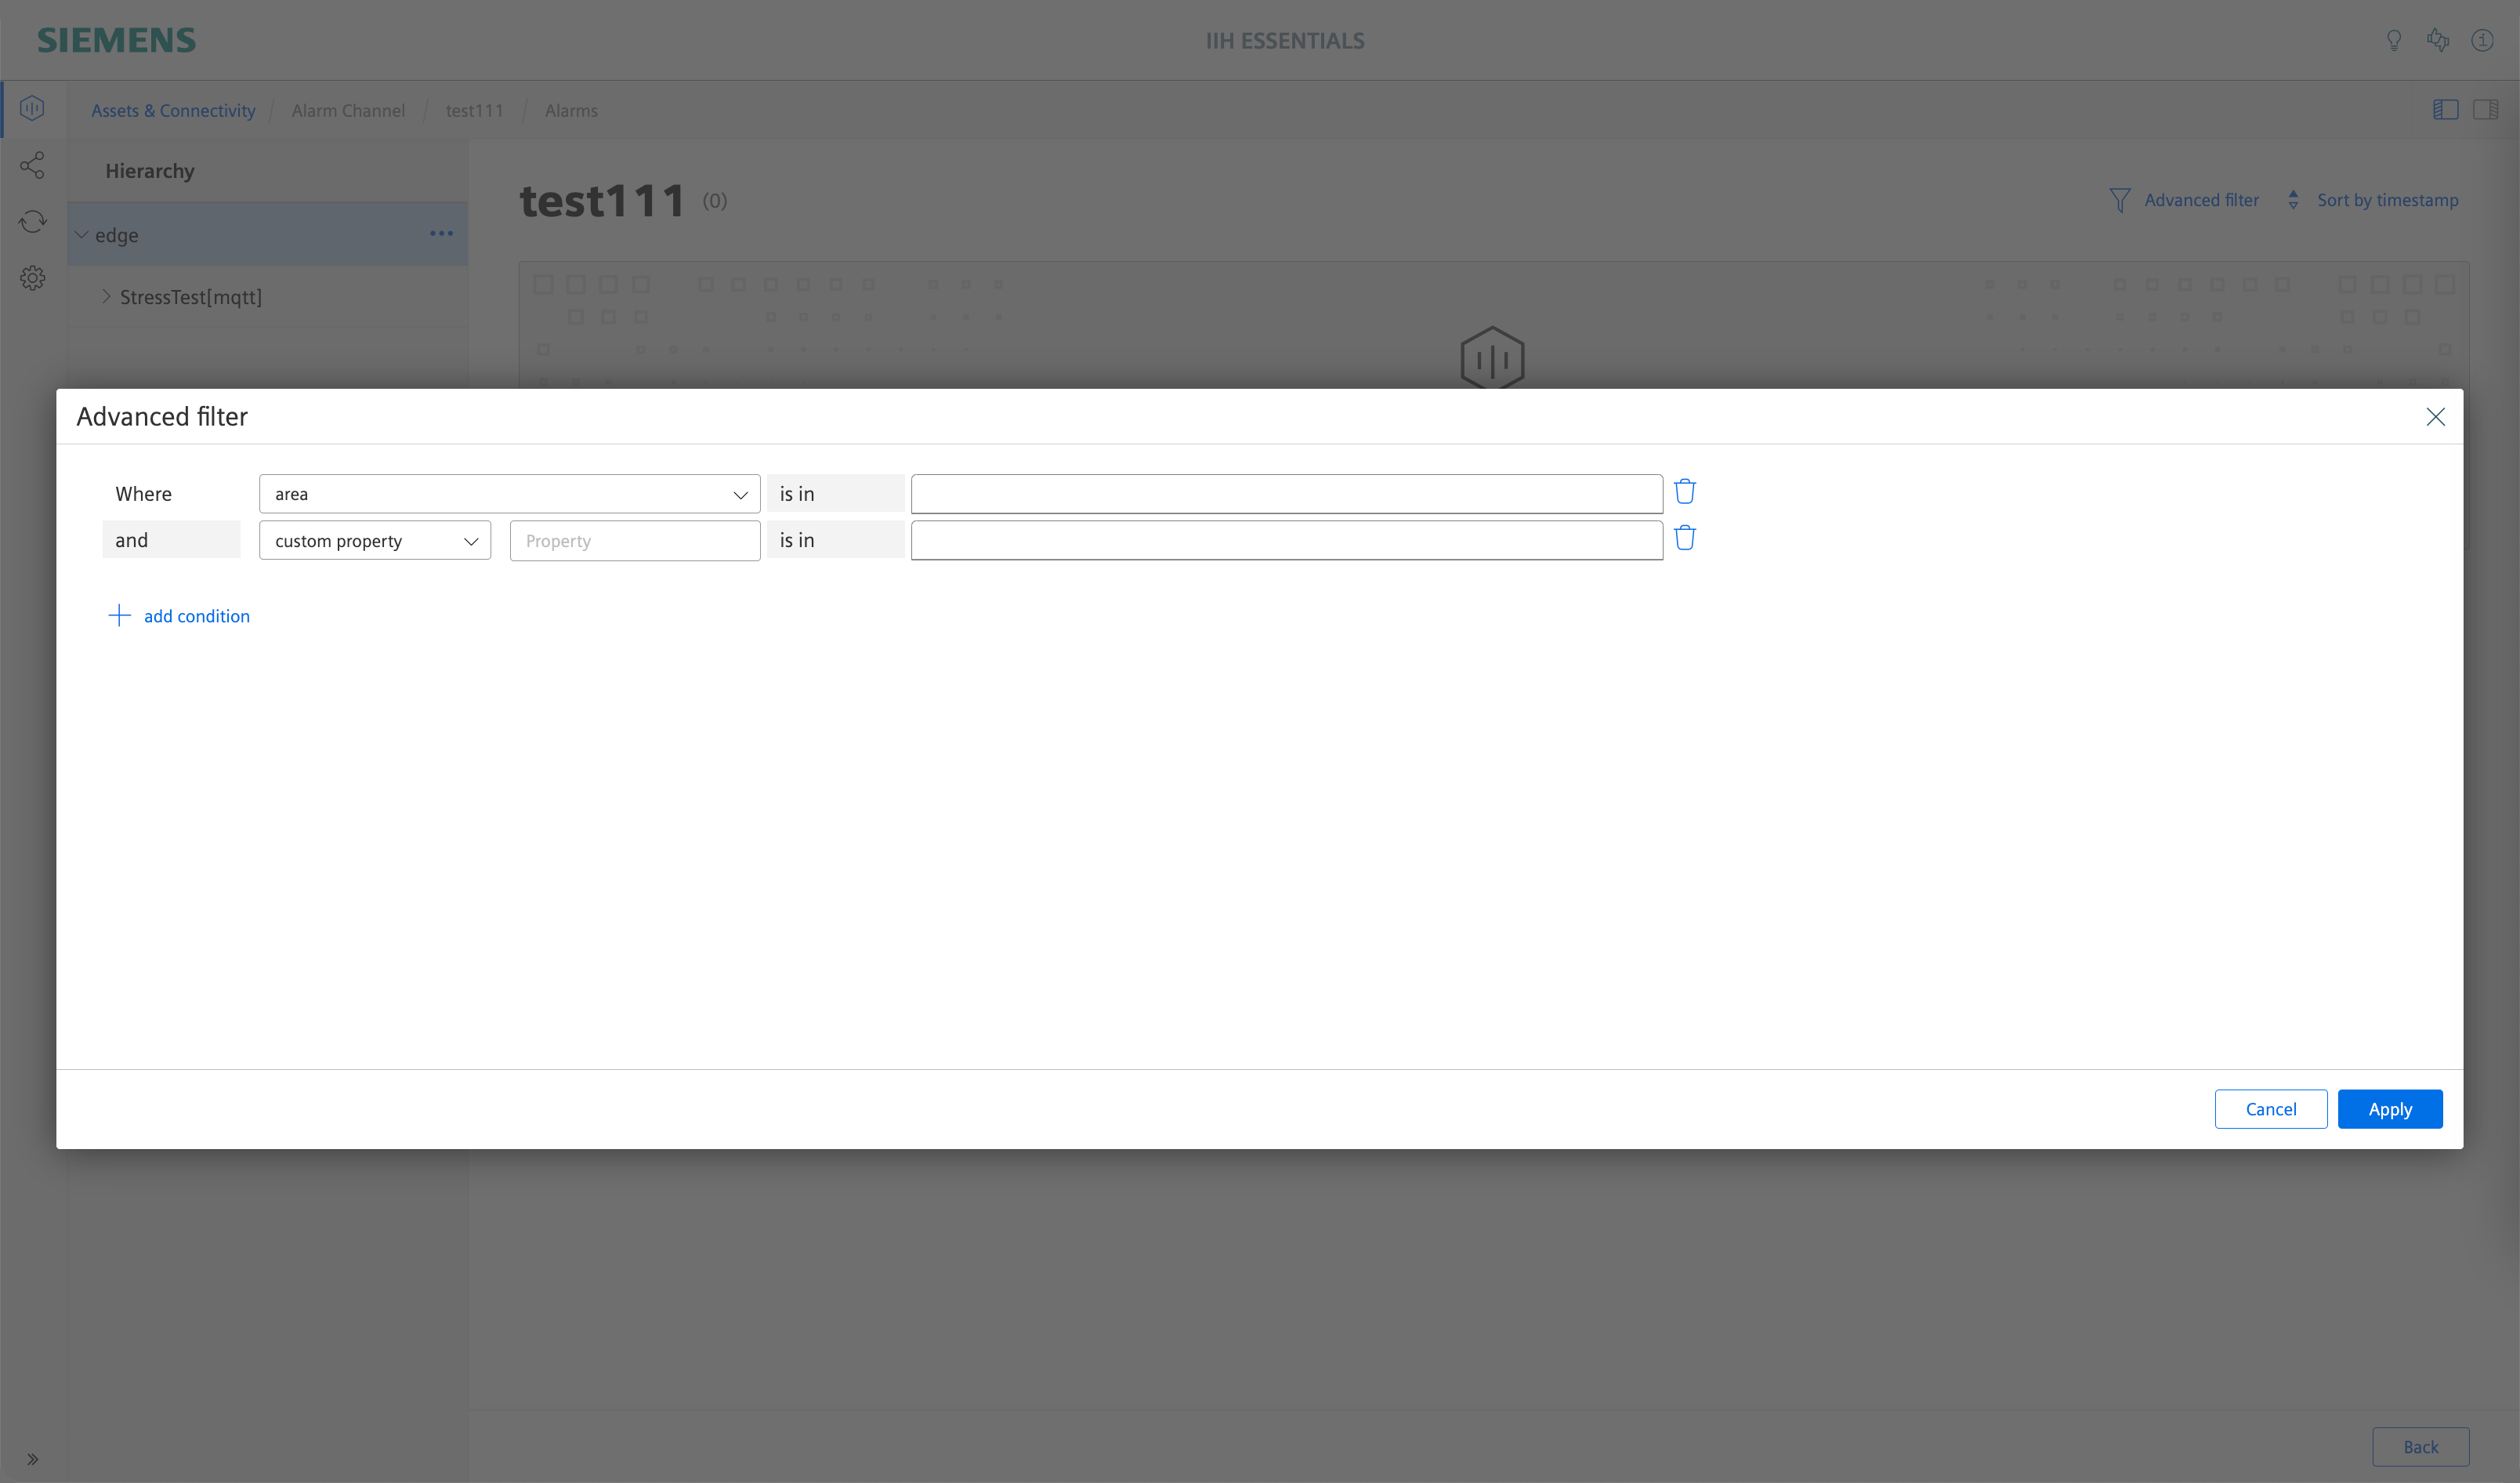 SIEMENS
IIH ESSENTIALS
Assets & Connectivity / Alarm Channel / test111 / Alarms
Hierarchy
test111 (0)
Advanced filter
Sort by timestamp
edge
StressTest[mqtt]
Advanced filter
Where area is in
and custom property Property is in
add condition
Cancel Apply
Back